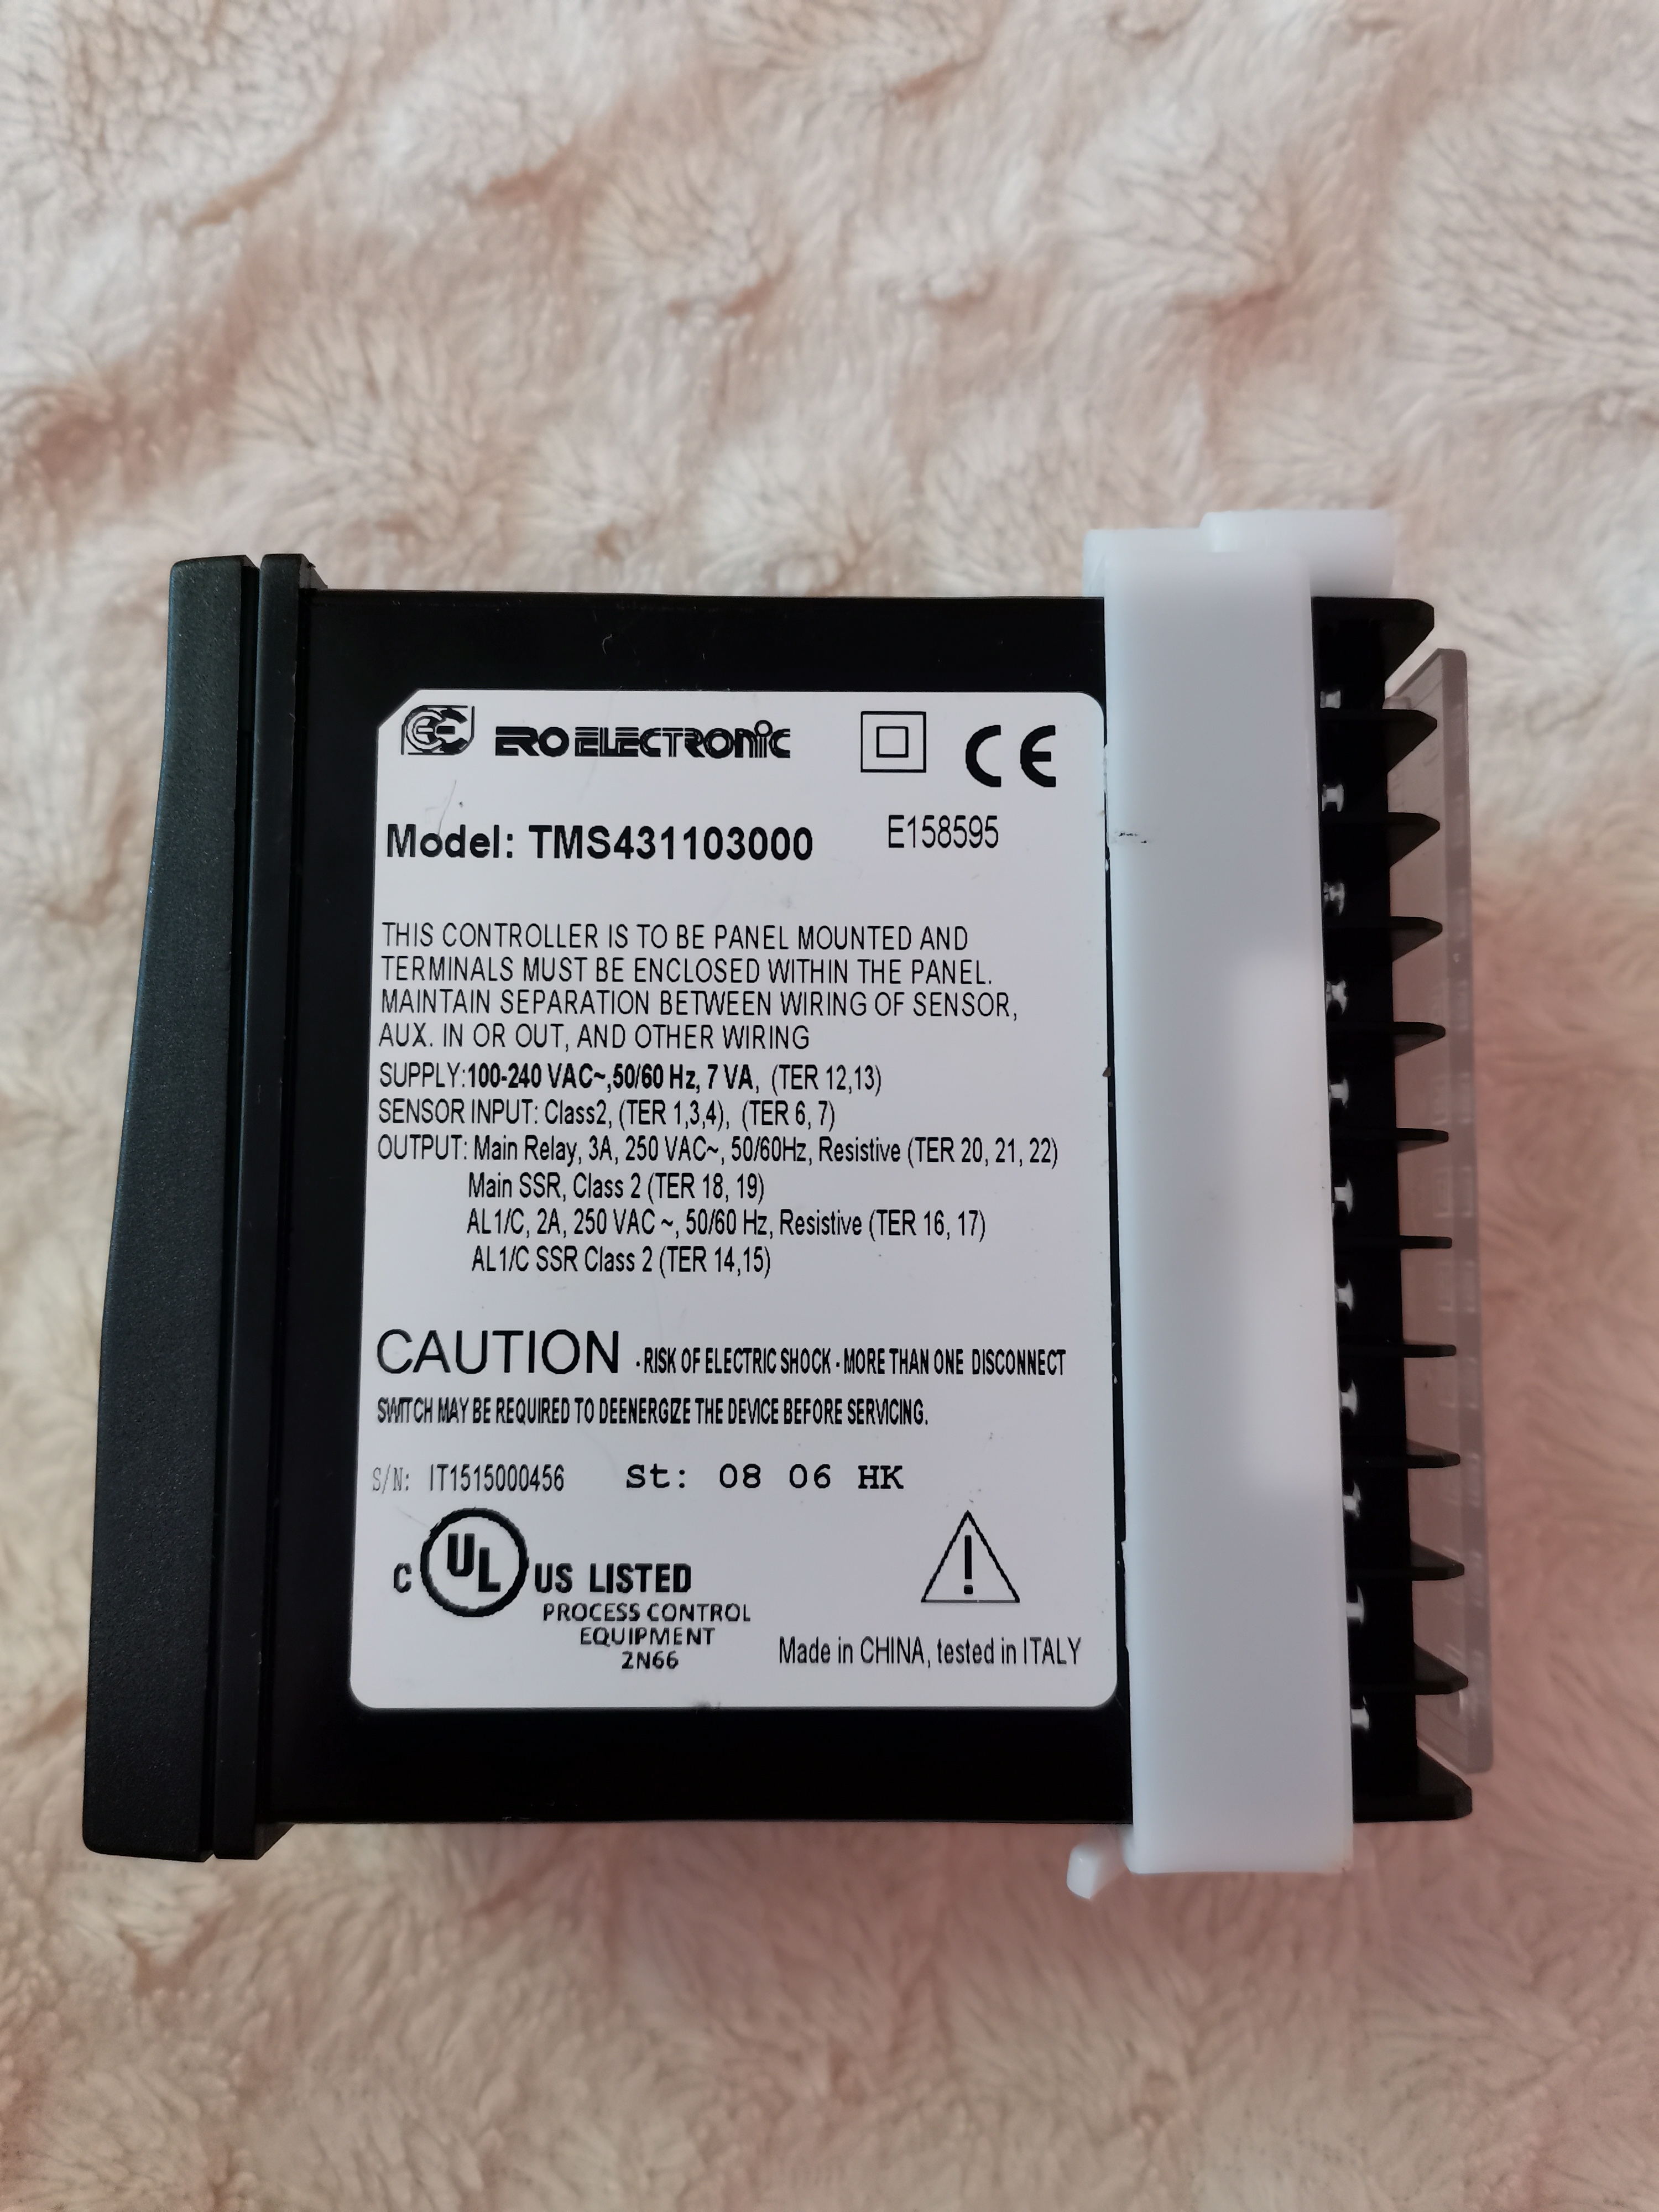 ERO ELECTRONIC CE
Model: TMS431103000 E158595
THIS CONTROLLER IS TO BE PANEL MOUNTED AND
TERMINALS MUST BE ENCLOSED WITHIN THE PANEL.
MAINTAIN SEPARATION BETWEEN WIRING OF SENSOR,
AUX. IN OR OUT, AND OTHER WIRING
SUPPLY:100-240 VAC~,50/60 Hz, 7 VA, (TER 12,13)
SENSOR INPUT: Class2, (TER 1,3,4), (TER 6, 7)
OUTPUT: Main Relay, 3A, 250 VAC~, 50/60Hz, Resistive (TER 20, 21, 22)
Main SSR, Class 2 (TER 18, 19)
AL1/C, 2A, 250 VAC ~, 50/60 Hz, Resistive (TER 16, 17)
AL1/C SSR Class 2 (TER 14,15)
CAUTION - RISK OF ELECTRIC SHOCK - MORE THAN ONE DISCONNECT
SWITCH MAY BE REQUIRED TO DEENERGIZE THE DEVICE BEFORE SERVICING.
S/N: IT1515000456 St: 08 06 HK
C UL US LISTED
PROCESS CONTROL
EQUIPMENT
2N66
Made in CHINA, tested in ITALY